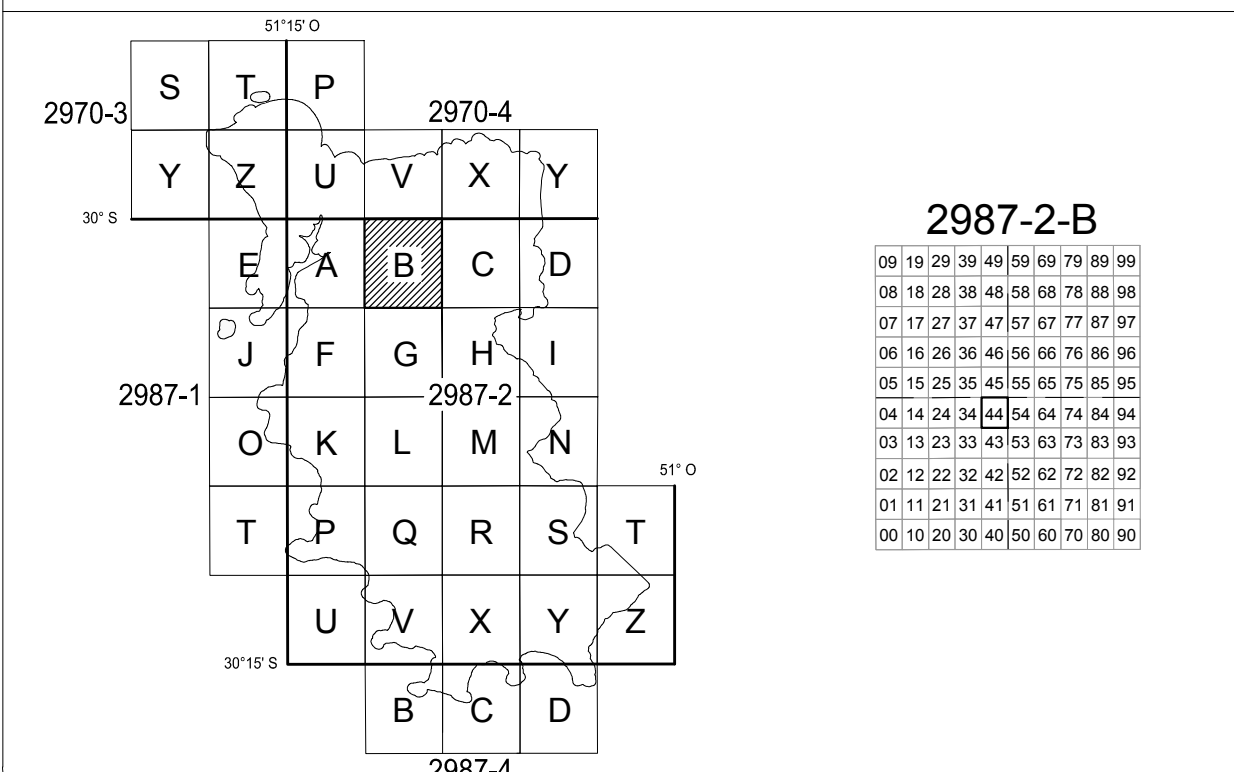 51°15' O
S T P
2970-3 2970-4
Y Z U V X Y
30° S
E A B C D
J F G H I
2987-1 2987-2
O K L M N
51° O
T P Q R S T
U V X Y Z
30°15' S
B C D
2987-4
2987-2-B
09 19 29 39 49 59 69 79 89 99
08 18 28 38 48 58 68 78 88 98
07 17 27 37 47 57 67 77 87 97
06 16 26 36 46 56 66 76 86 96
05 15 25 35 45 55 65 75 85 95
04 14 24 34 44 54 64 74 84 94
03 13 23 33 43 53 63 73 83 93
02 12 22 32 42 52 62 72 82 92
01 11 21 31 41 51 61 71 81 91
00 10 20 30 40 50 60 70 80 90